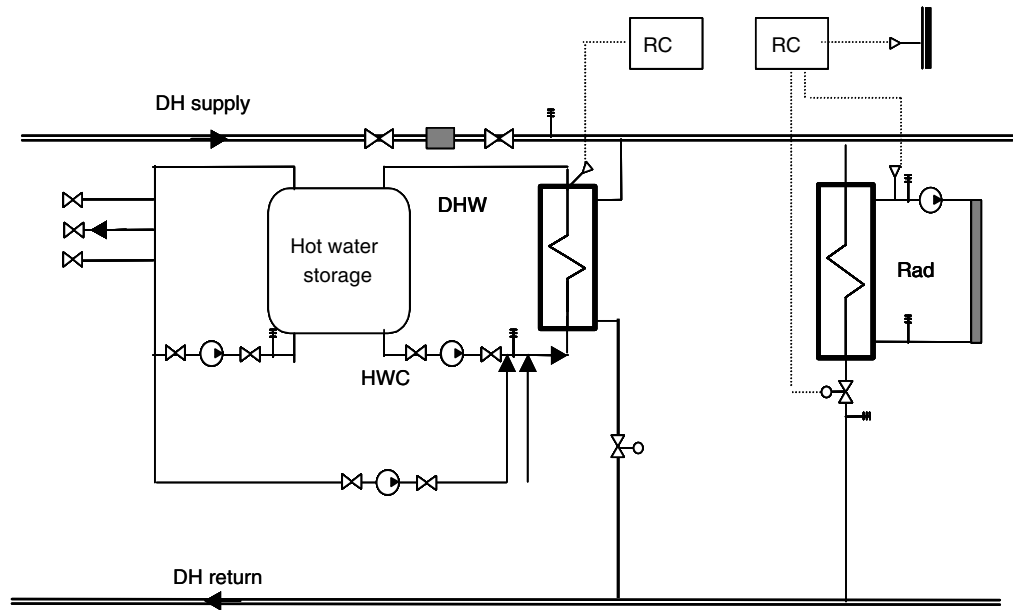 RC
RC
DH supply
DHW
Hot water
storage
Rad
HWC
DH return